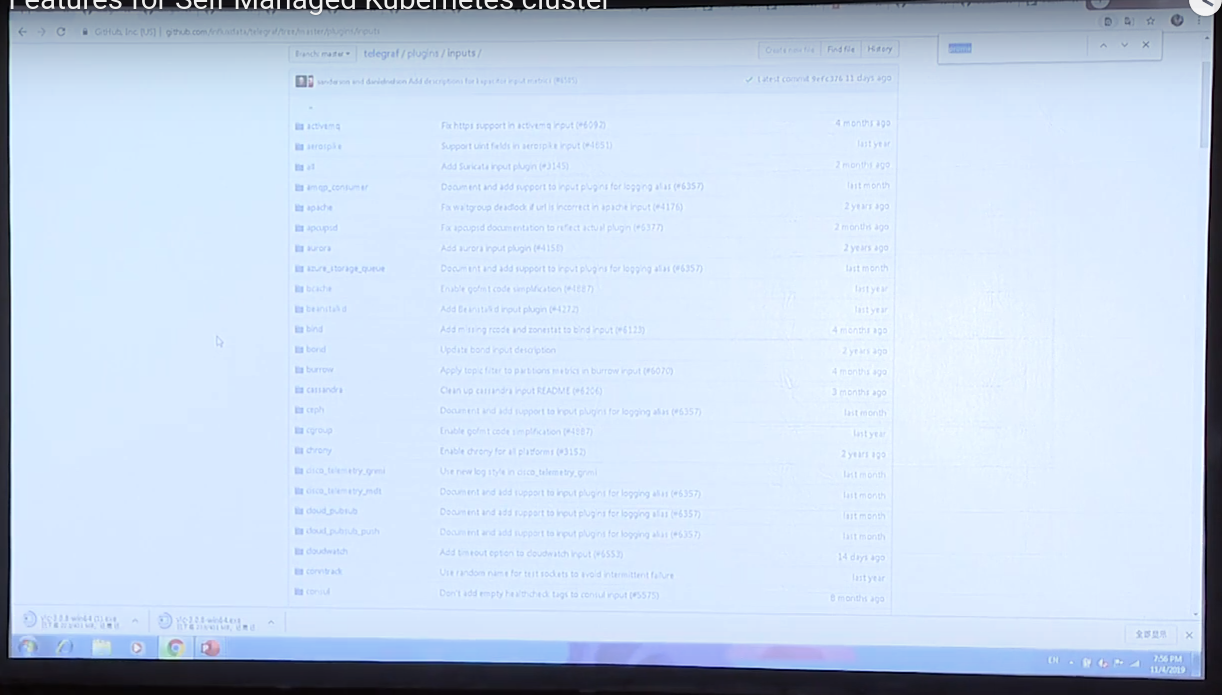 Features for Self Managed Kubernetes cluster
GitHub, Inc. [US] | github.com/influxdata/telegraf/tree/master/plugins/inputs
Branch: master telegraf / plugins / inputs / Create new file Find file History
Add descriptions for Latest commit 11 days ago
activemq Fix https support in activemq input (#6092) 4 months ago
aerospike Support uint fields in aerospike input (#4851) last year
all Add Suricata input plugin (#3145) 2 months ago
amqp_consumer Document and add support to input plugins for logging alias (#6357) last month
apache Fix waitgroup deadlock if url is incorrect in apache input (#4176) 2 years ago
apcupsd Fix apcupsd documentation to reflect actual plugin (#6377) 2 months ago
aurora Add aurora input plugin (#4158) 2 years ago
azure_storage_queue Document and add support to input plugins for logging alias (#6357) last month
bcache Enable gofmt code simplification (#4887) last year
beanstalkd Add Beanstalkd input plugin (#4272) last year
bind Add missing rcode and zonestat to bind input (#6123) 4 months ago
bond Update bond input description 2 years ago
burrow Apply topic filter to partitions metrics in burrow input (#6070) 4 months ago
cassandra Clean up cassandra input README (#6206) 3 months ago
ceph Document and add support to input plugins for logging alias (#6357) last month
cgroup Enable gofmt code simplification (#4887) last year
chrony Enable chrony for all platforms (#3152) 2 years ago
cisco_telemetry_gnmi Use new log style in cisco_telemetry_gnmi last month
cisco_telemetry_mdt Document and add support to input plugins for logging alias (#6357) last month
cloud_pubsub Document and add support to input plugins for logging alias (#6357) last month
cloud_pubsub_push Document and add support to input plugins for logging alias (#6357) last month
cloudwatch Add timeout option to cloudwatch input (#6553) 14 days ago
conntrack Use random name for test sockets to avoid intermittent failure last year
consul Don't add empty healthcheck tags to consul input (#5575) 8 months ago
全部显示
EN 7:56 PM
11/4/2019